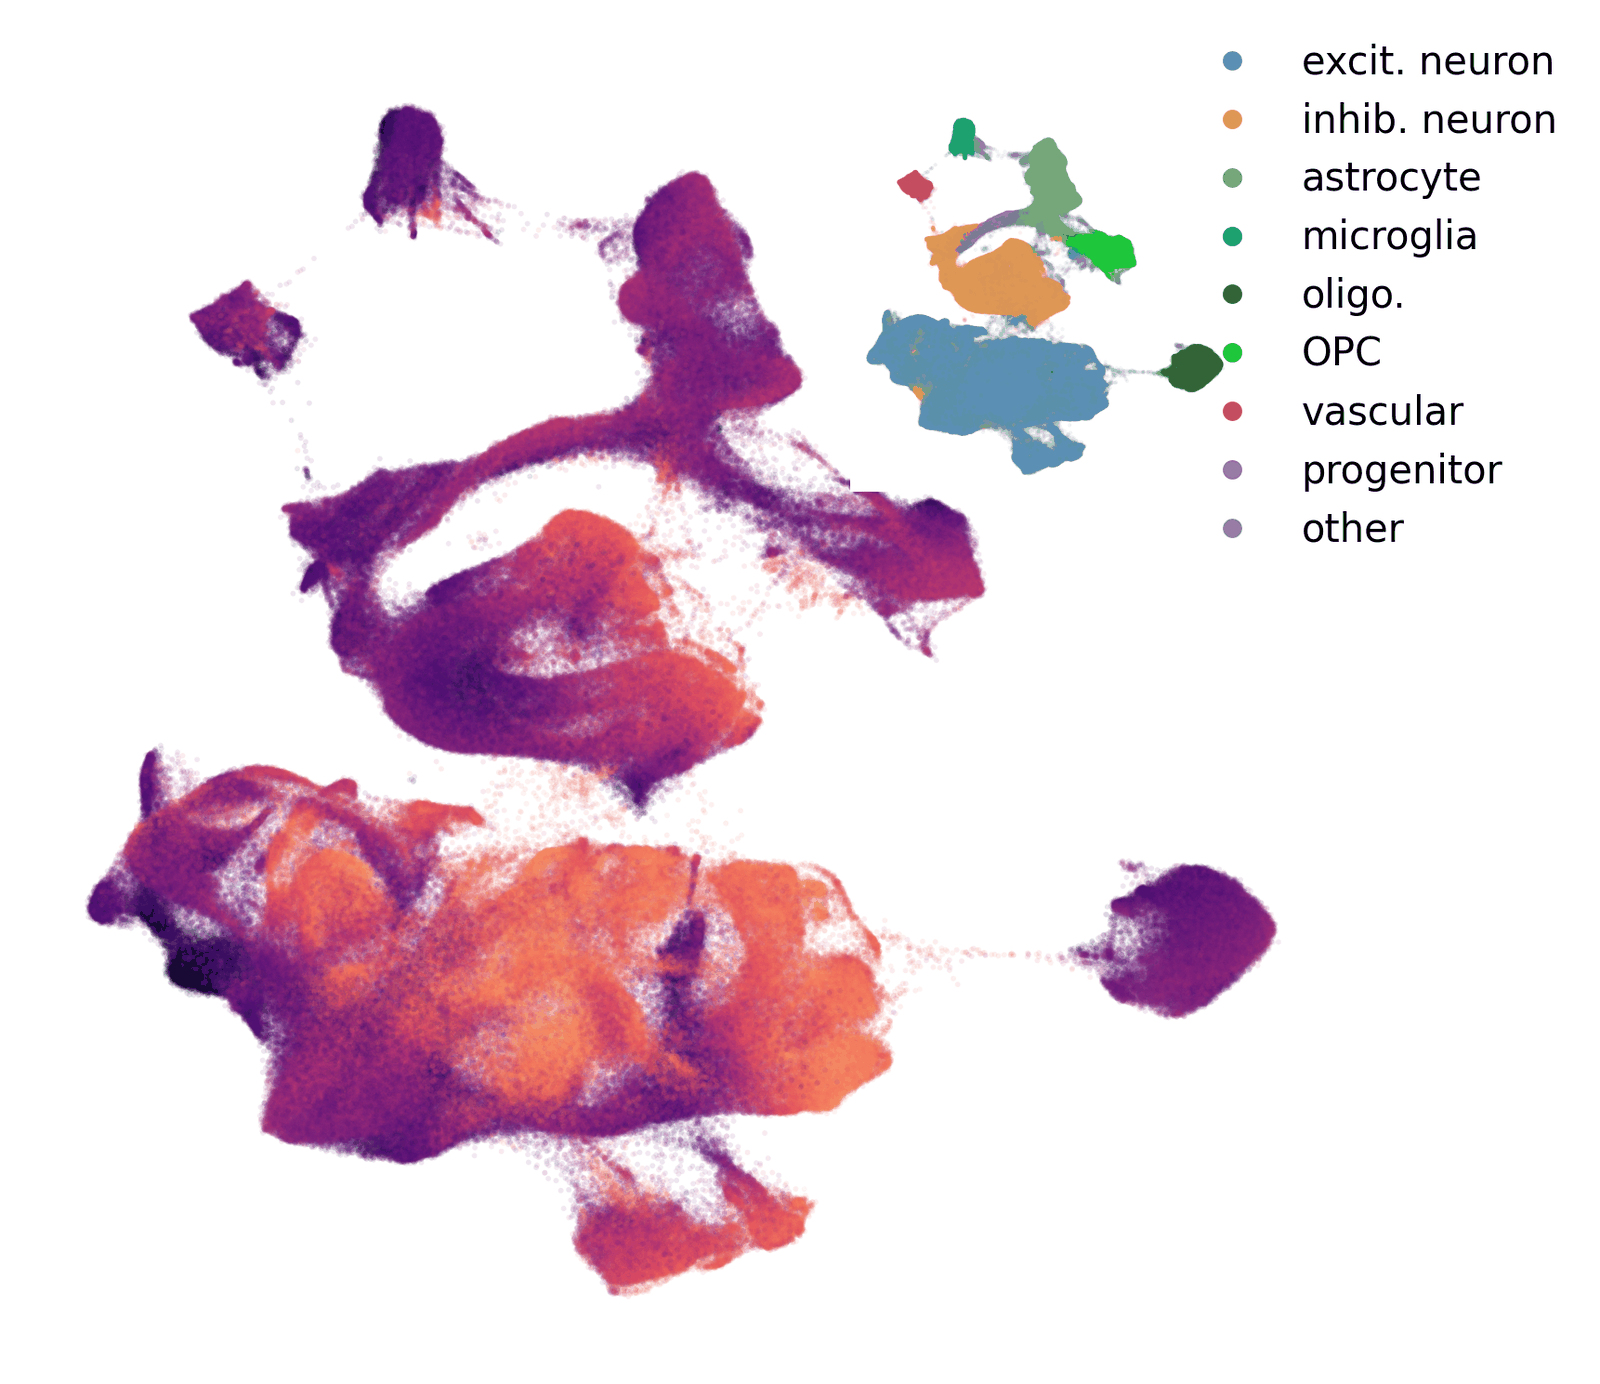 excit. neuron
inhib. neuron
astrocyte
microglia
oligo.
OPC
vascular
progenitor
other